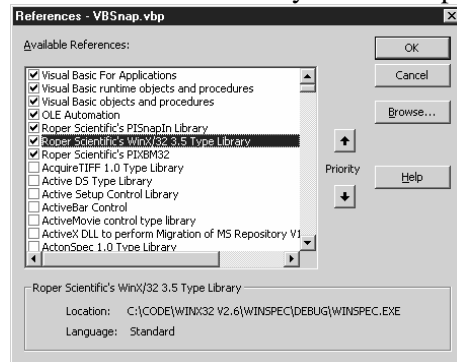 References - VBSnap.vbp
Available References:
OK
Visual Basic For Applications
Cancel
Visual Basic runtime objects and procedures
Visual Basic objects and procedures
OLE Automation
Browse...
Roper Scientific's PISnapIn Library
Roper Scientific's WinX/32 3.5 Type Library
Roper Scientific's PIXBM32
AcquireTIFF 1.0 Type Library
Priority
Help
Active DS Type Library
Active Setup Control Library
ActiveBar Control
ActiveMovie control type library
ActiveX DLL to perform Migration of MS Repository V1
ActonSpec 1.0 Type Library
Roper Scientific's WinX/32 3.5 Type Library
Location: C:\CODE\WINX32 V2.6\WINSPEC\DEBUG\WINSPEC.EXE
Language: Standard